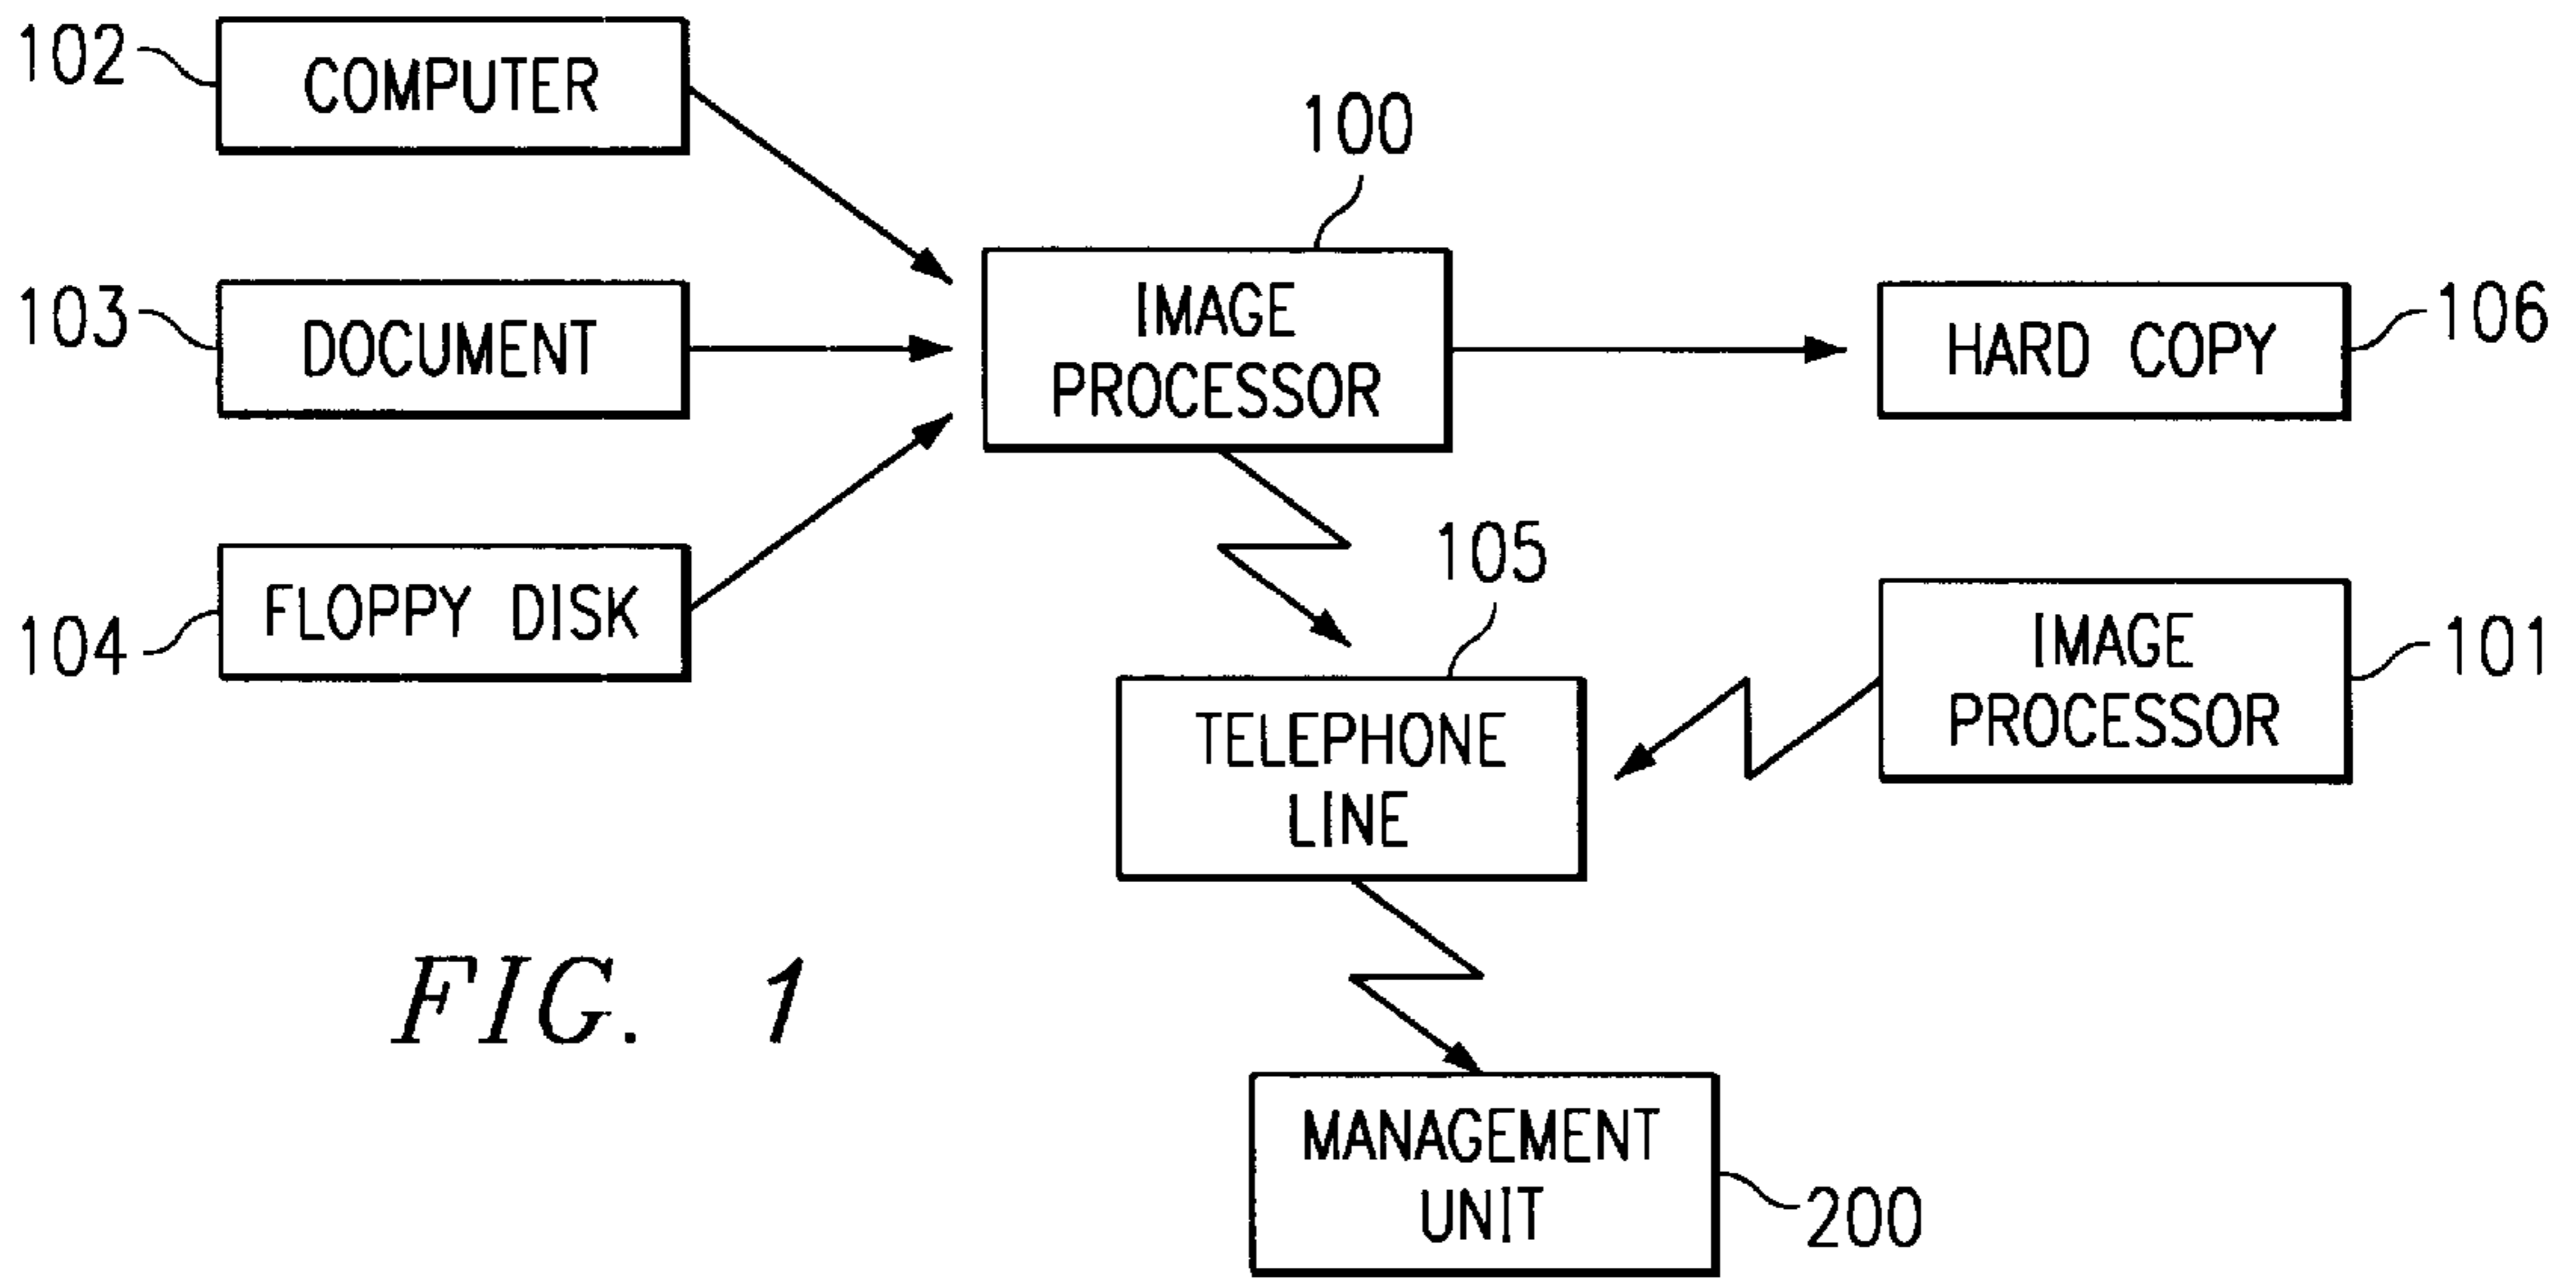 102
COMPUTER
100
103
DOCUMENT
IMAGE
PROCESSOR
HARD COPY
106
104
FLOPPY DISK
105
TELEPHONE
LINE
IMAGE
PROCESSOR
101
FIG. 1
MANAGEMENT
UNIT
200